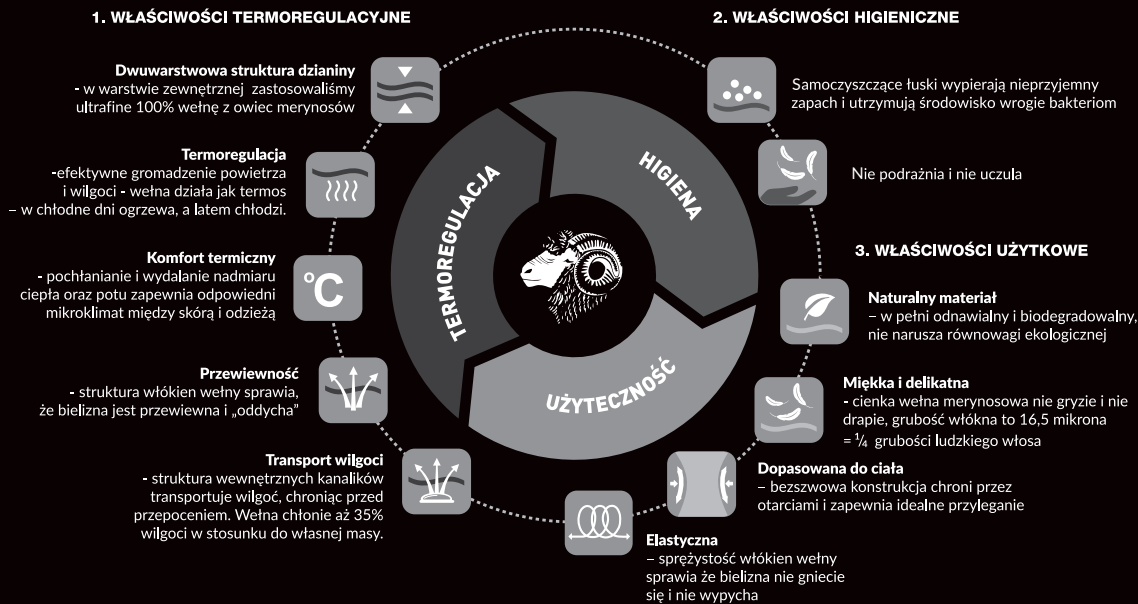 1. WŁAŚCIWOŚCI TERMOREGULACYJNE
Dwuwarstwowa struktura dzianiny
- w warstwie zewnętrznej zastosowaliśmy
ultrafine 100% wełnę z owiec merynosów
Termoregulacja
-efektywne gromadzenie powietrza
i wilgoci - wełna działa jak termos
– w chłodne dni ogrzewa, a latem chłodzi.
Komfort termiczny
- pochłanianie i wydalanie nadmiaru
ciepła oraz potu zapewnia odpowiedni
mikroklimat między skórą i odzieżą
°C
Przewiewność
- struktura włókien wełny sprawia,
że bielizna jest przewiewna i „oddycha”
Transport wilgoci
- struktura wewnętrznych kanalików
transportuje wilgoć, chroniąc przed
przepoceniem. Wełna chłonie aż 35%
wilgoci w stosunku do własnej masy.
TERMOREGULACJA
HIGIENA
UŻYTECZNOŚĆ
2. WŁAŚCIWOŚCI HIGIENICZNE
Samoczyszczące łuski wypierają nieprzyjemny
zapach i utrzymują środowisko wrogie bakteriom
Nie podrażnia i nie uczula
3. WŁAŚCIWOŚCI UŻYTKOWE
Naturalny materiał
– w pełni odnawialny i biodegradowalny,
nie narusza równowagi ekologicznej
Miękka i delikatna
- cienka wełna merynosowa nie gryzie i nie
drapie, grubość włókna to 16,5 mikrona
= ¼ grubości ludzkiego włosa
Dopasowana do ciała
– bezszwowa konstrukcja chroni przez
otarciami i zapewnia idealne przyleganie
Elastyczna
– sprężystość włókien wełny
sprawia że bielizna nie gniecie
się i nie wypycha